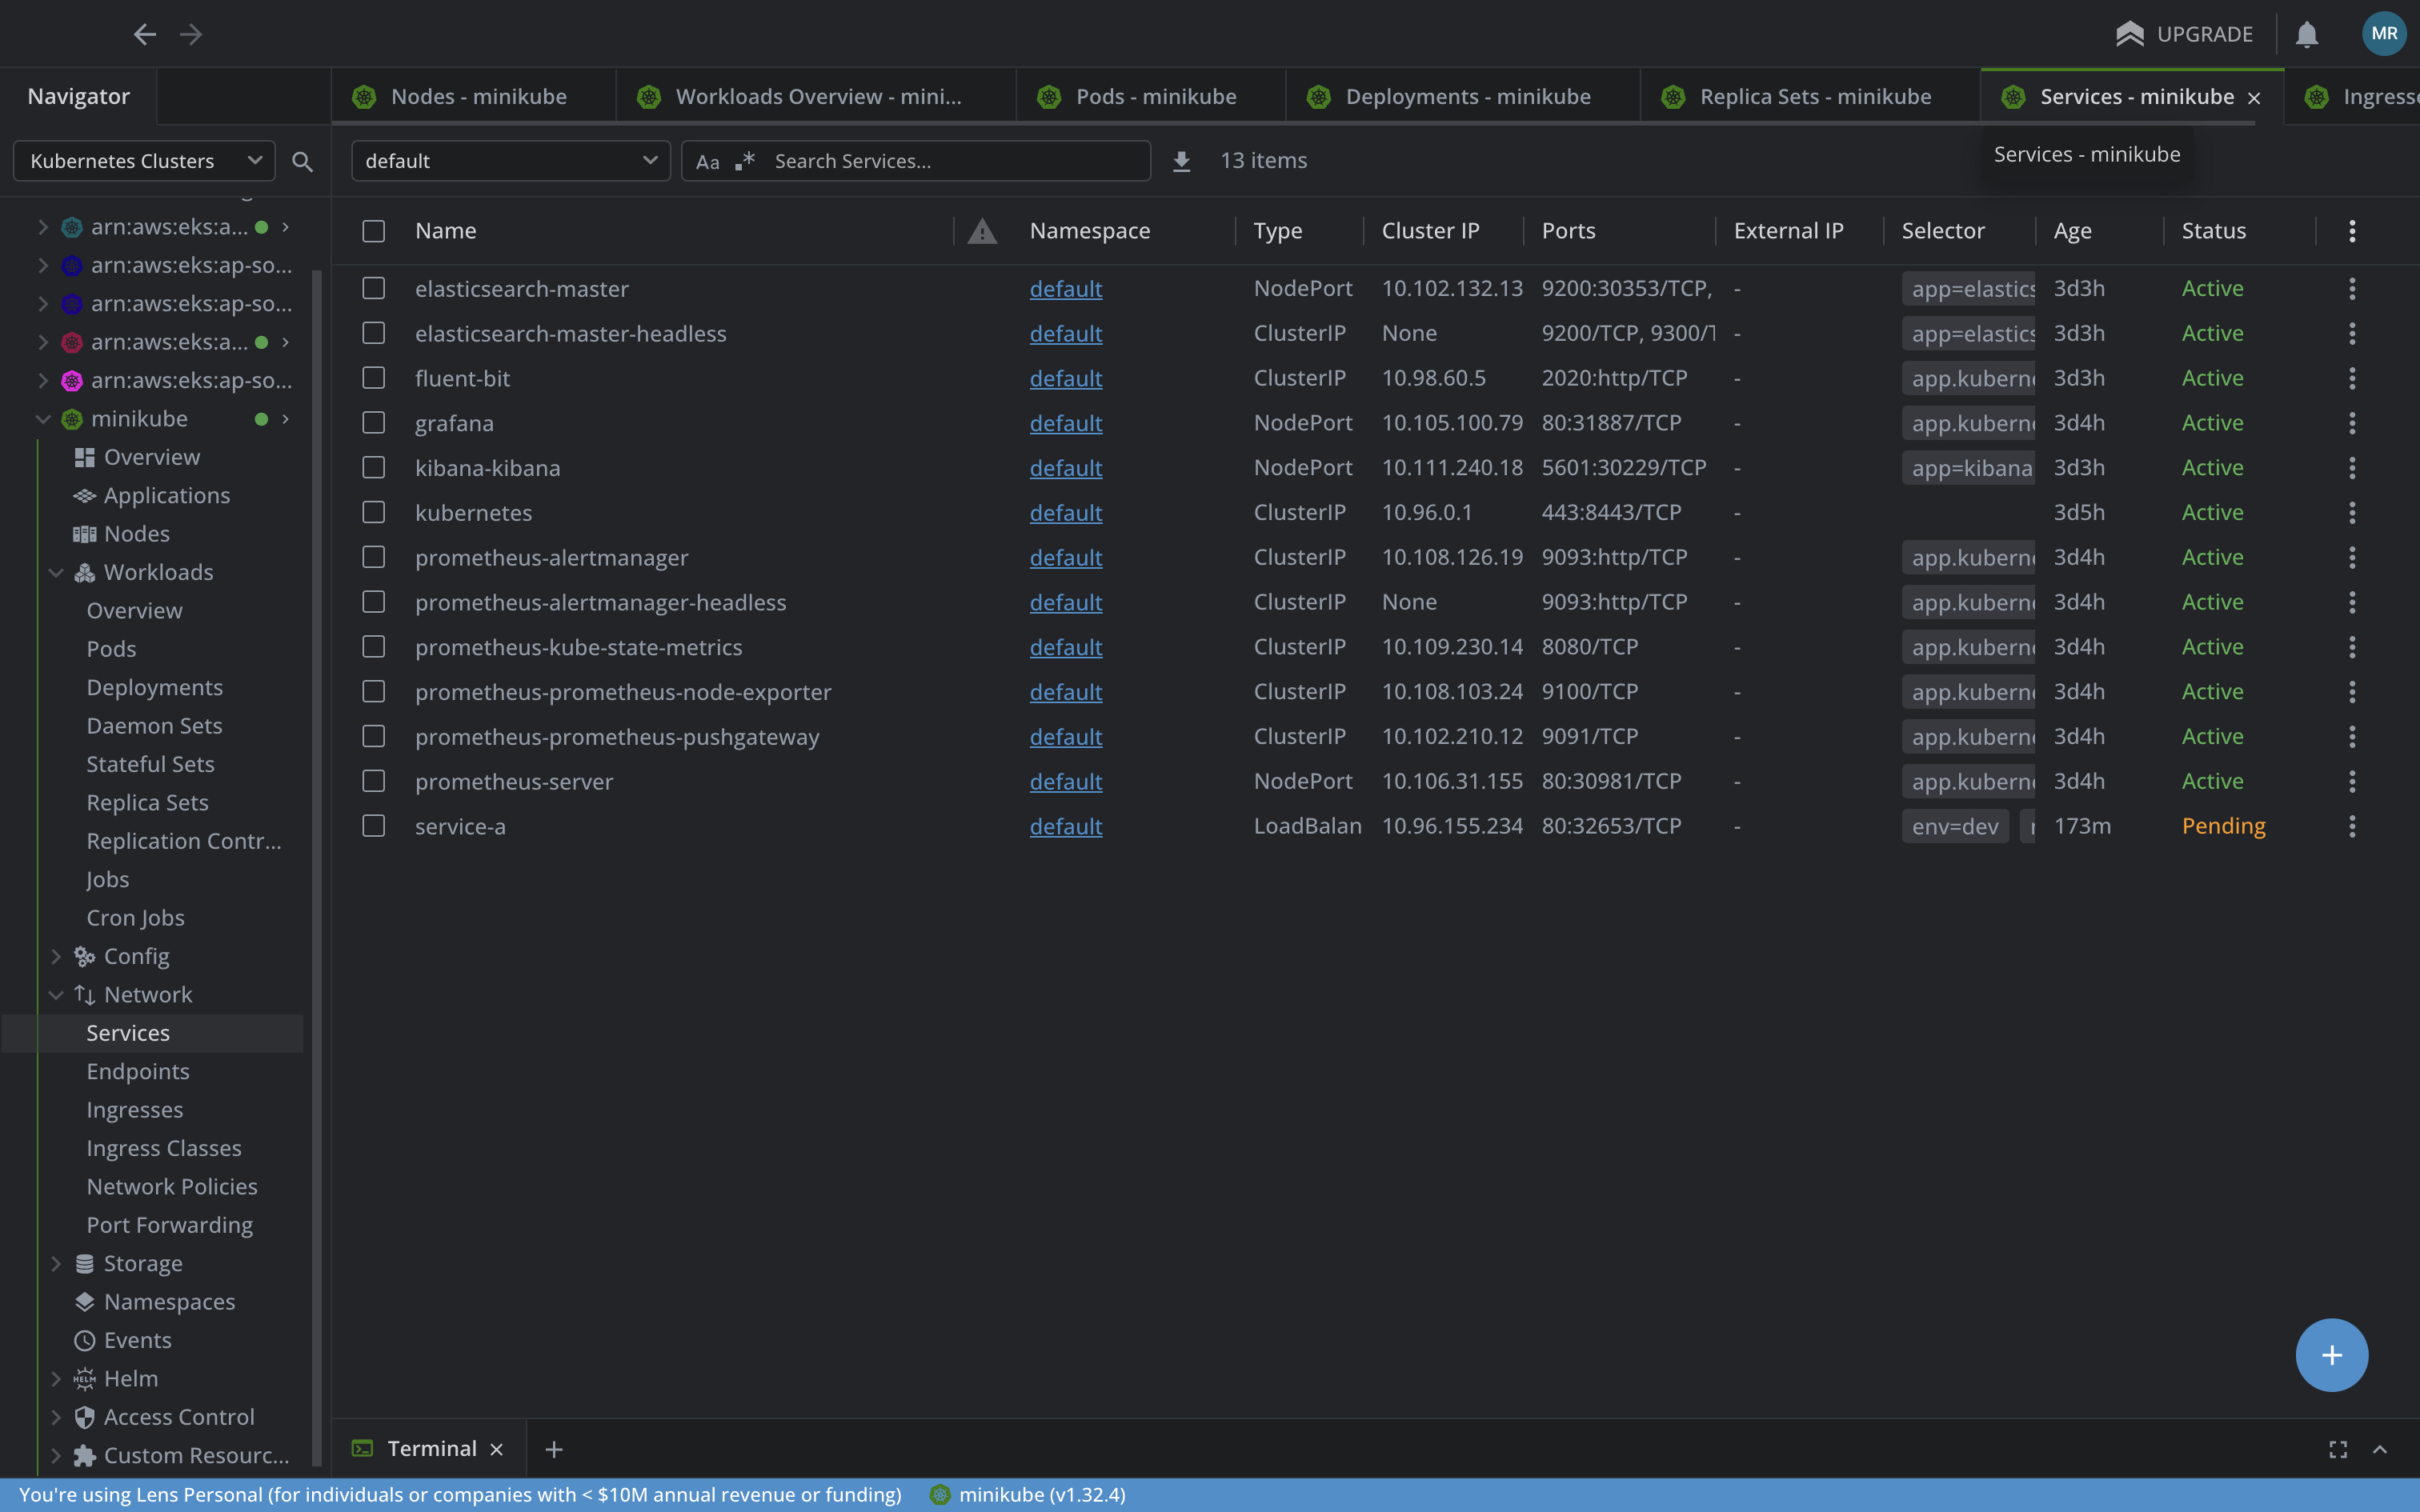 UPGRADE
MR
Navigator
Nodes - minikube
Workloads Overview - mini...
Pods - minikube
Deployments - minikube
Replica Sets - minikube
Services - minikube
Ingress
Kubernetes Clusters
default
Aa .* Search Services...
13 items
Services - minikube
arn:aws:eks:a...
arn:aws:eks:ap-so...
arn:aws:eks:ap-so...
arn:aws:eks:a...
arn:aws:eks:ap-so...
minikube
Overview
Applications
Nodes
Workloads
Overview
Pods
Deployments
Daemon Sets
Stateful Sets
Replica Sets
Replication Contr...
Jobs
Cron Jobs
Config
Network
Services
Endpoints
Ingresses
Ingress Classes
Network Policies
Port Forwarding
Storage
Namespaces
Events
HELM Helm
Access Control
Custom Resourc...
Name Namespace Type Cluster IP Ports External IP Selector Age Status
elasticsearch-master default NodePort 10.102.132.13 9200:30353/TCP, - app=elastics 3d3h Active
elasticsearch-master-headless default ClusterIP None 9200/TCP, 9300/T - app=elastics 3d3h Active
fluent-bit default ClusterIP 10.98.60.5 2020:http/TCP - app.kuberne 3d3h Active
grafana default NodePort 10.105.100.79 80:31887/TCP - app.kuberne 3d4h Active
kibana-kibana default NodePort 10.111.240.18 5601:30229/TCP - app=kibana 3d3h Active
kubernetes default ClusterIP 10.96.0.1 443:8443/TCP - 3d5h Active
prometheus-alertmanager default ClusterIP 10.108.126.19 9093:http/TCP - app.kuberne 3d4h Active
prometheus-alertmanager-headless default ClusterIP None 9093:http/TCP - app.kuberne 3d4h Active
prometheus-kube-state-metrics default ClusterIP 10.109.230.14 8080/TCP - app.kuberne 3d4h Active
prometheus-prometheus-node-exporter default ClusterIP 10.108.103.24 9100/TCP - app.kuberne 3d4h Active
prometheus-prometheus-pushgateway default ClusterIP 10.102.210.12 9091/TCP - app.kuberne 3d4h Active
prometheus-server default NodePort 10.106.31.155 80:30981/TCP - app.kuberne 3d4h Active
service-a default LoadBalan 10.96.155.234 80:32653/TCP - env=dev 173m Pending
Terminal
You're using Lens Personal (for individuals or companies with < $10M annual revenue or funding)
minikube (v1.32.4)